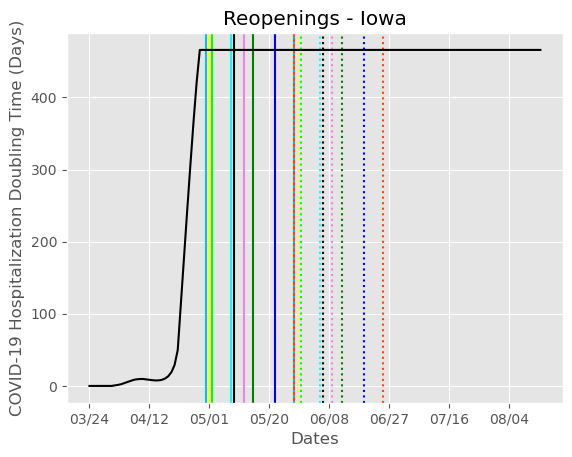 Reopenings - Iowa
COVID-19 Hospitalization Doubling Time (Days)
400
300
200
100
0
03/24 04/12 05/01 05/20 06/08 06/27 07/16 08/04
Dates